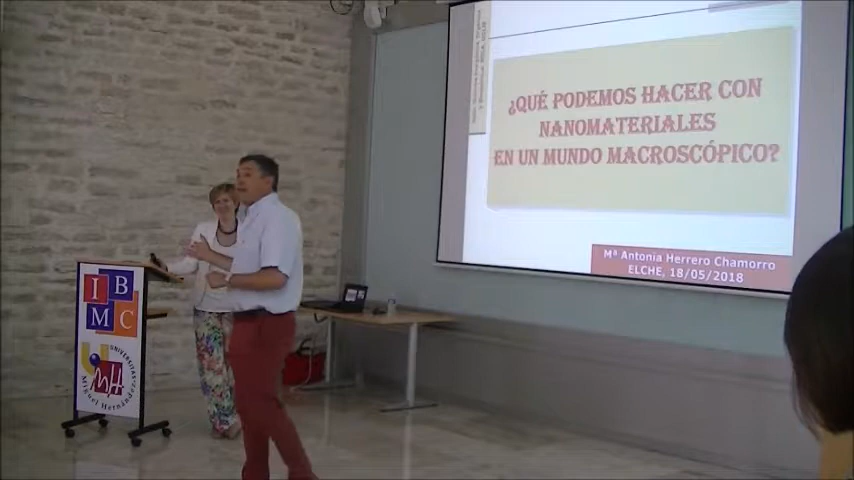 ¿QUÉ PODEMOS HACER CON
NANOMATERIALES
EN UN MUNDO MACROSCÓPICO?
Mª Antonia Herrero Chamorro
ELCHE, 18/05/2018
I B
M C
UNIVERSITAS
Miguel Hernández